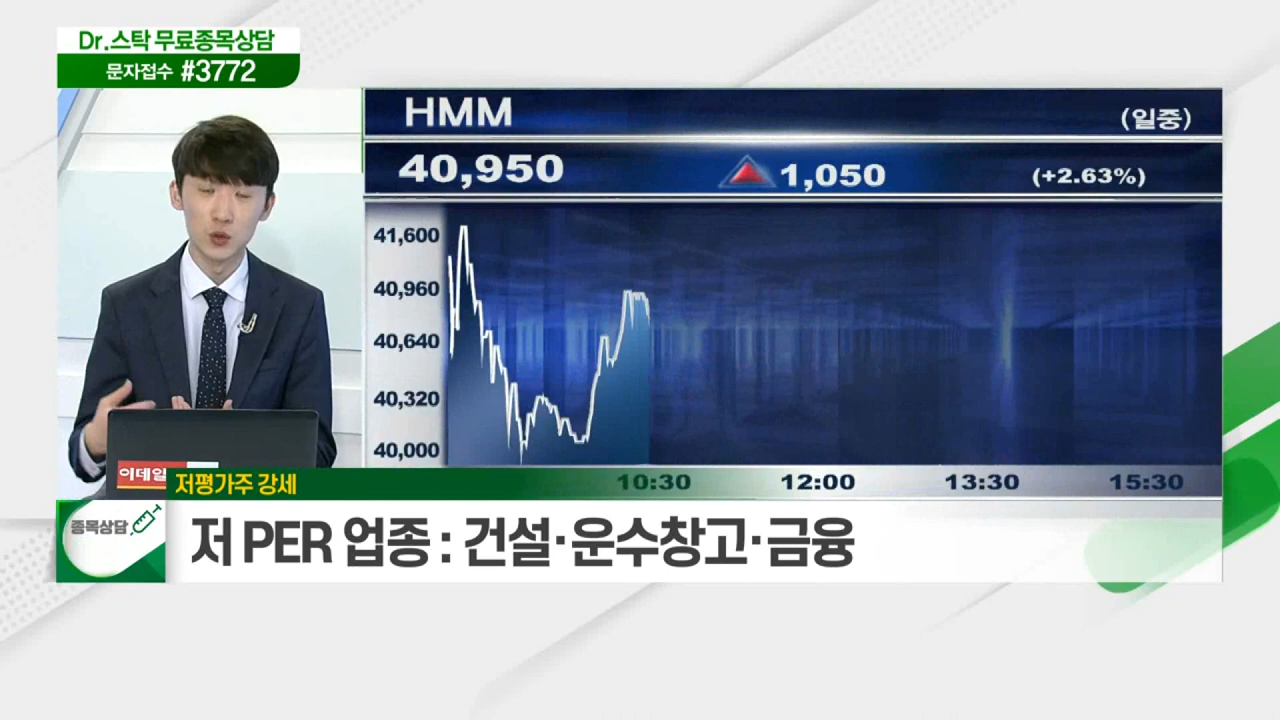 Dr.스탁 무료종목상담
문자접수 #3772
HMM
(일중)
40,950
1,050
(+2.63%)
41,600
40,960
40,640
40,320
40,000
10:30
12:00
13:30
15:30
이데일
저평가주 강세
종목상담
저 PER 업종 : 건설·운수창고·금융